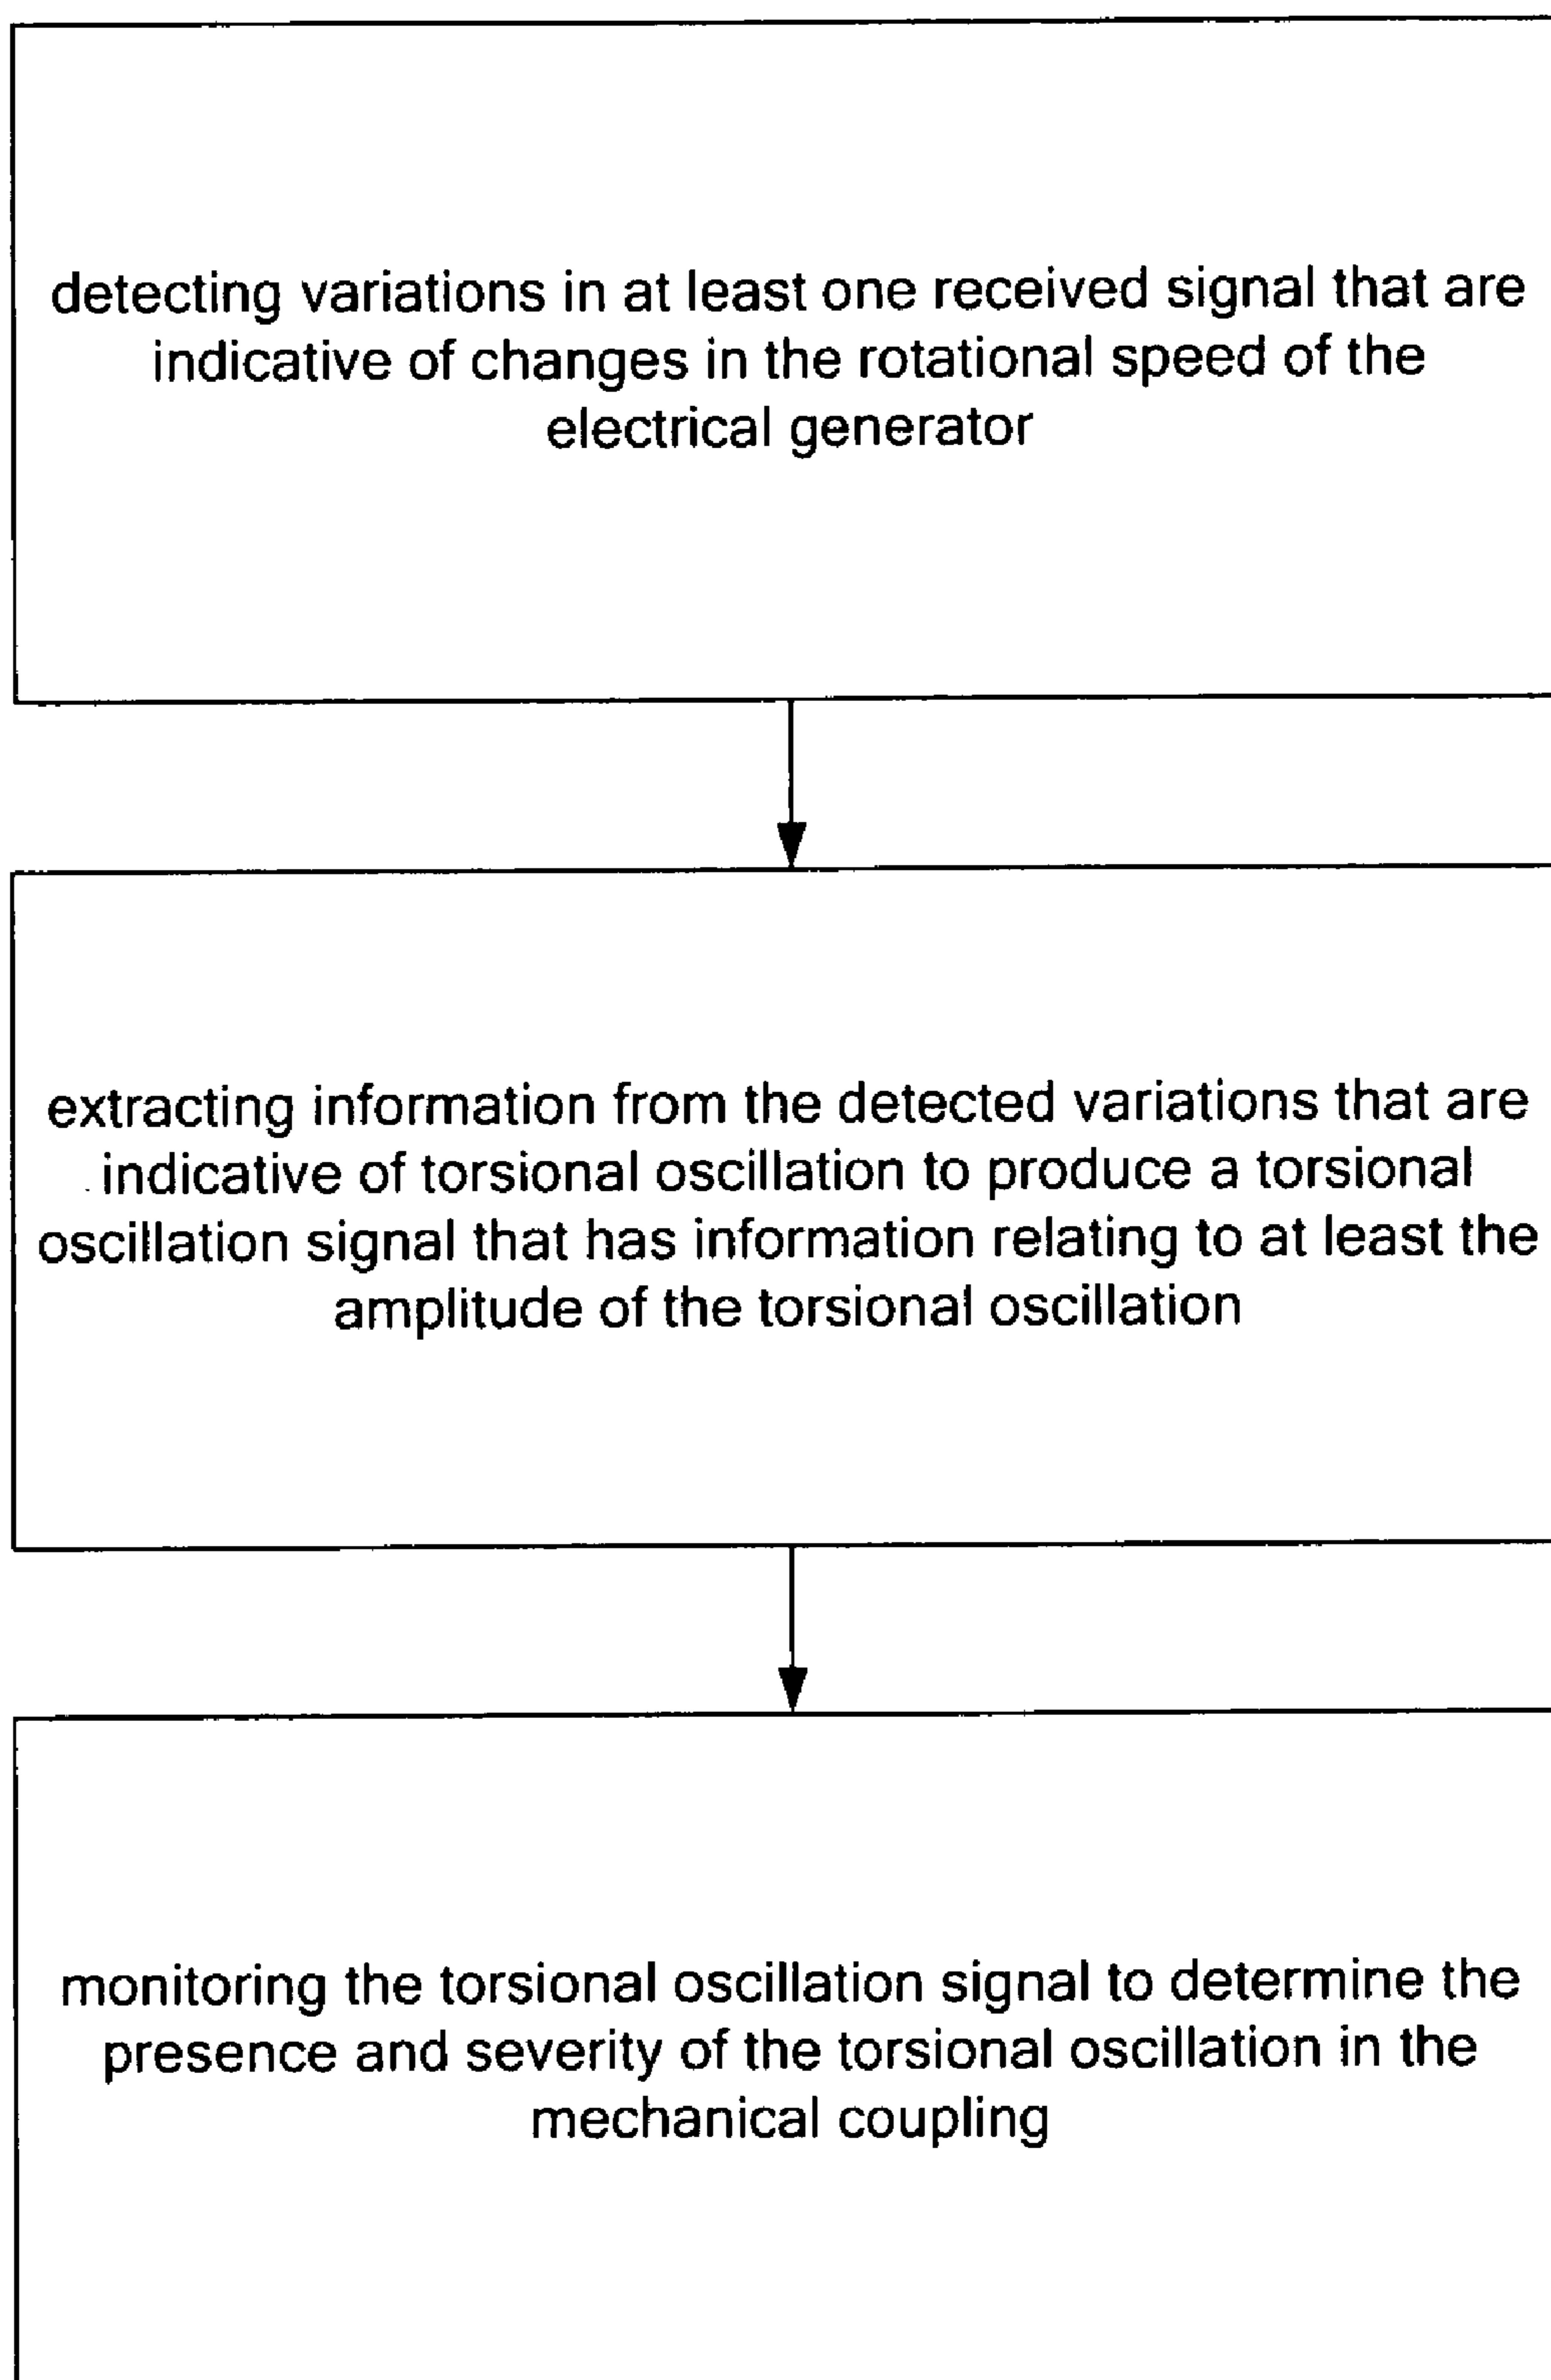 detecting variations in at least one received signal that are
indicative of changes in the rotational speed of the
electrical generator
extracting information from the detected variations that are
indicative of torsional oscillation to produce a torsional
oscillation signal that has information relating to at least the
amplitude of the torsional oscillation
monitoring the torsional oscillation signal to determine the
presence and severity of the torsional oscillation in the
mechanical coupling